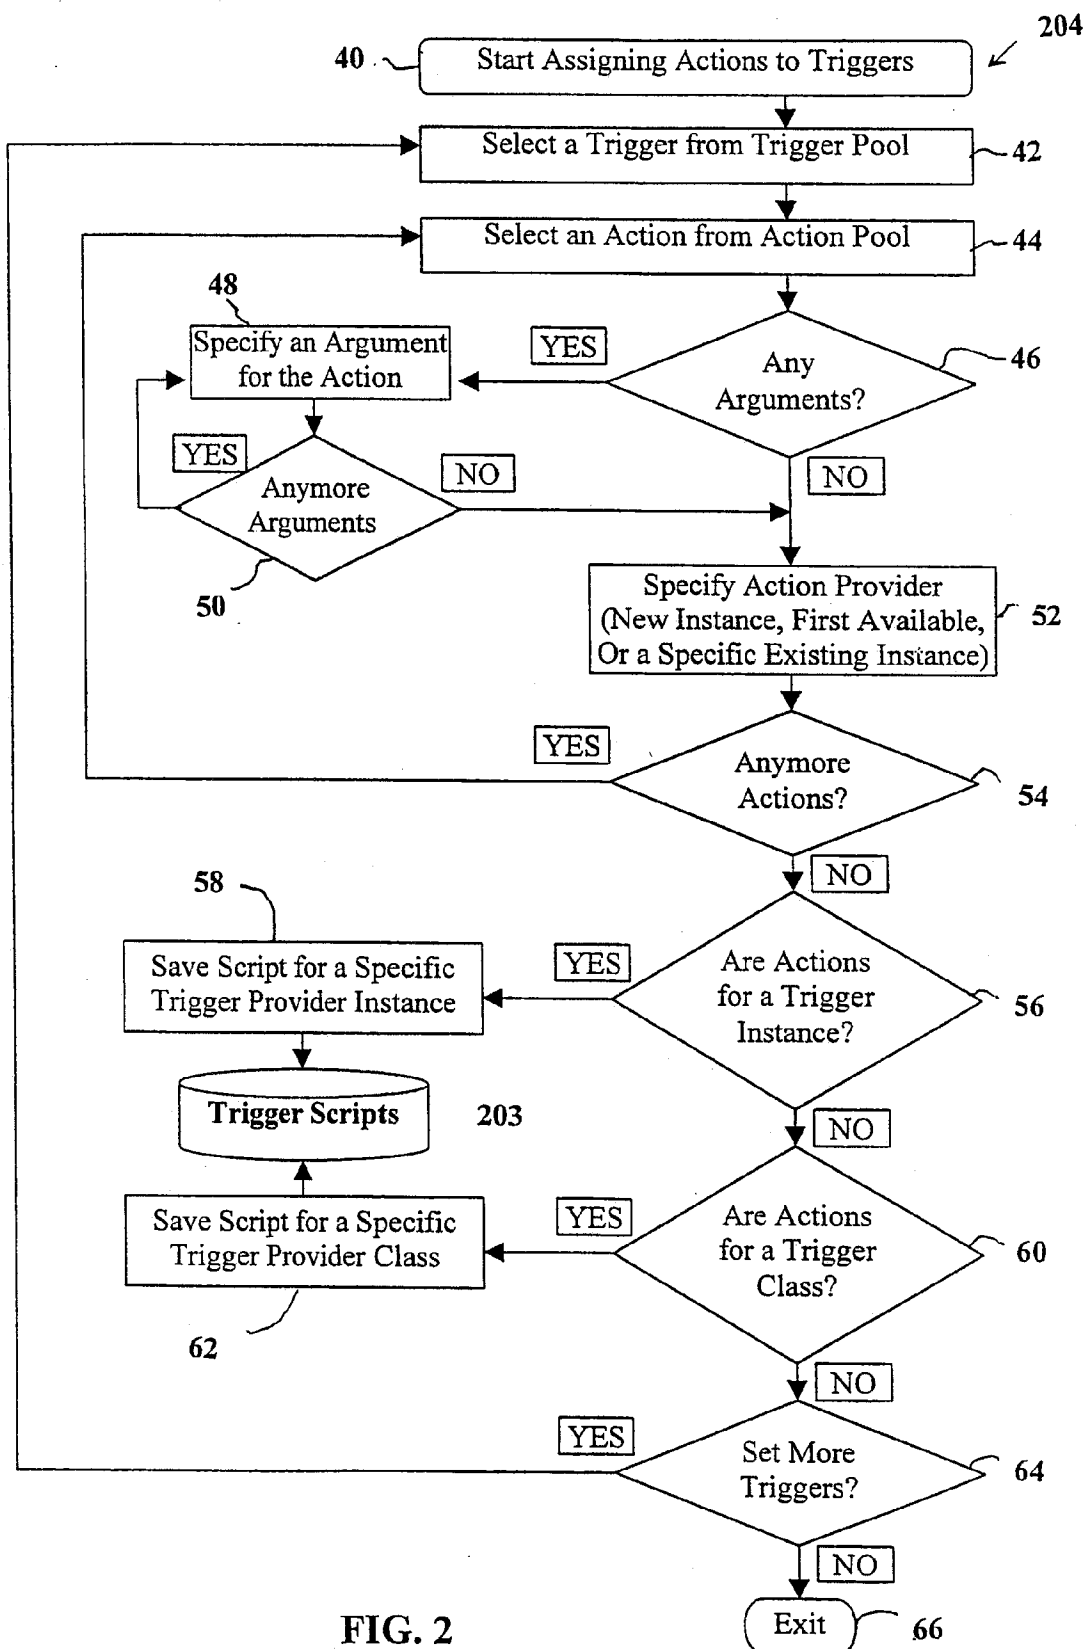 204
40
Start Assigning Actions to Triggers
Select a Trigger from Trigger Pool
42
Select an Action from Action Pool
44
48
Specify an Argument
for the Action
YES
Any
Arguments?
46
YES
Anymore
Arguments
NO
NO
50
Specify Action Provider
(New Instance, First Available,
Or a Specific Existing Instance)
52
YES
Anymore
Actions?
54
NO
58
Save Script for a Specific
Trigger Provider Instance
YES
Are Actions
for a Trigger
Instance?
56
Trigger Scripts
203
NO
Save Script for a Specific
Trigger Provider Class
YES
Are Actions
for a Trigger
Class?
60
62
NO
YES
Set More
Triggers?
64
NO
Exit
66
FIG. 2